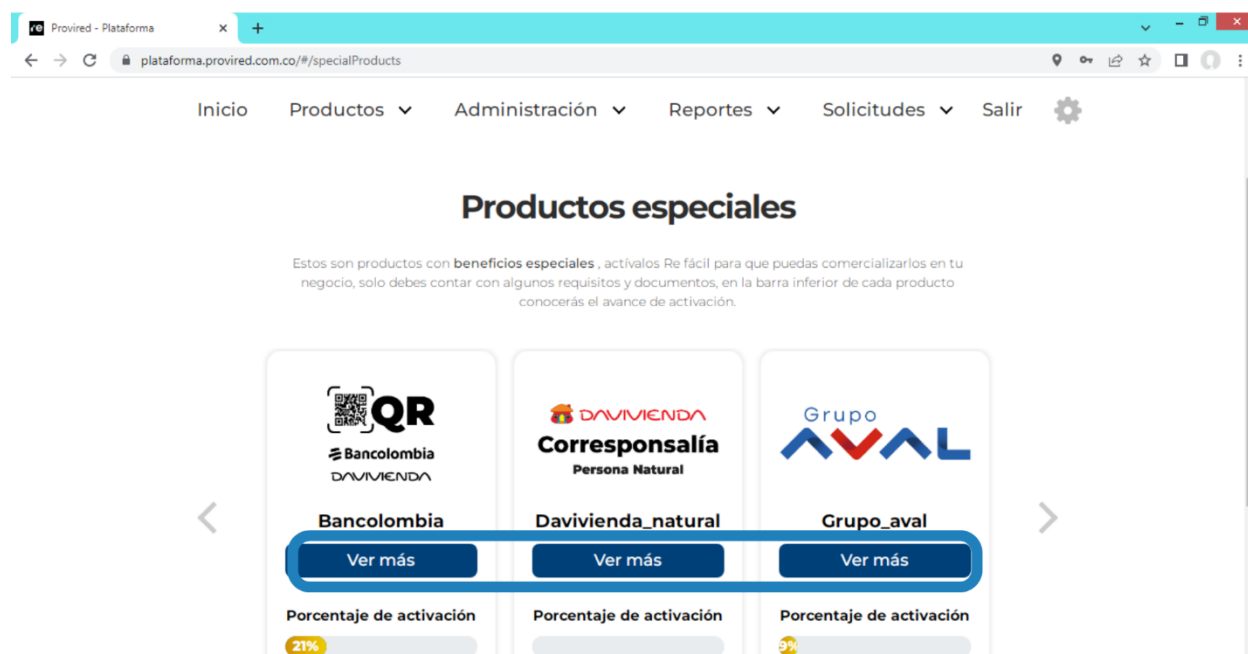 re Provired - Plataforma
plataforma.provired.com.co/#/specialProducts
Inicio Productos Administración Reportes Solicitudes Salir
Productos especiales
Estos son productos con beneficios especiales , actívalos Re fácil para que puedas comercializarlos en tu
negocio, solo debes contar con algunos requisitos y documentos, en la barra inferior de cada producto
conocerás el avance de activación.
QR
Bancolombia
DAVIVIENDA
Bancolombia
Ver más
Porcentaje de activación
21%
DAVIVIENDA
Corresponsalía
Persona Natural
Davivienda_natural
Ver más
Porcentaje de activación
Grupo
AVAL
Grupo_aval
Ver más
Porcentaje de activación
9%